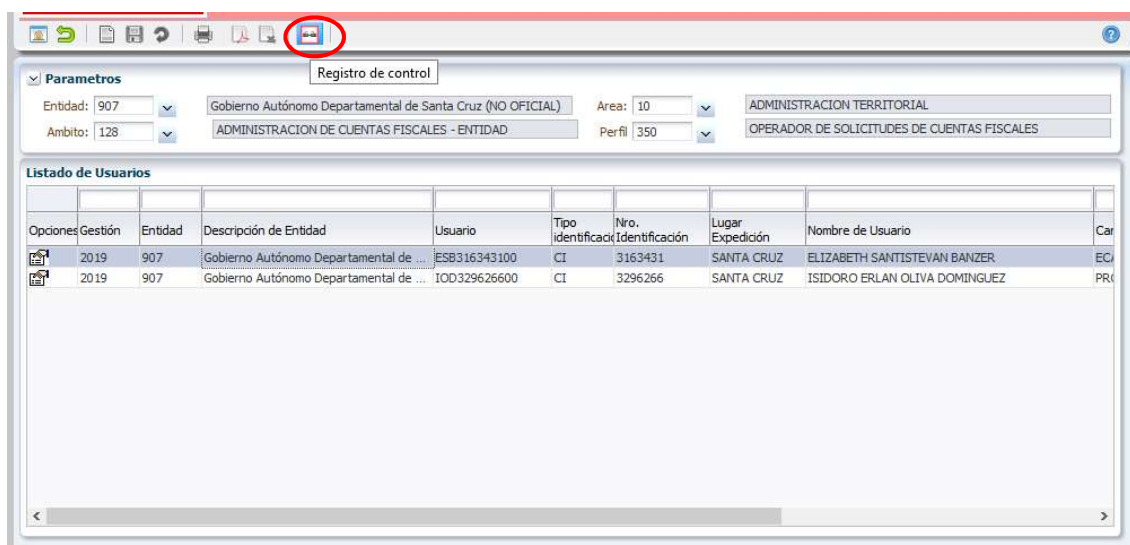 Registro de control
Parametros
Entidad: 907 Gobierno Autónomo Departamental de Santa Cruz (NO OFICIAL) Area: 10 ADMINISTRACION TERRITORIAL
Ambito: 128 ADMINISTRACION DE CUENTAS FISCALES - ENTIDAD Perfil 350 OPERADOR DE SOLICITUDES DE CUENTAS FISCALES
Listado de Usuarios
Opciones Gestión Entidad Descripción de Entidad Usuario Tipo identificació Nro. Identificación Lugar Expedición Nombre de Usuario Car
2019 907 Gobierno Autónomo Departamental de ... ESB316343100 CI 3163431 SANTA CRUZ ELIZABETH SANTISTEVAN BANZER EC
2019 907 Gobierno Autónomo Departamental de ... IOD329626600 CI 3296266 SANTA CRUZ ISIDORO ERLAN OLIVA DOMINGUEZ PR